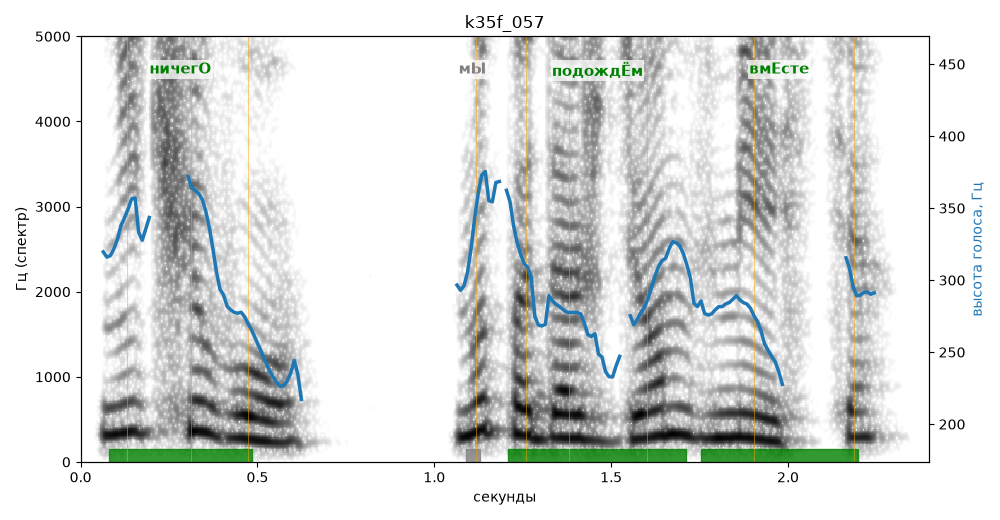 k35f_057
ничегО
мЫ
подождЁм
вмЕсте
Гц (спектр)
высота голоса, Гц
5000
4000
3000
2000
1000
0
450
400
350
300
250
200
0.0
0.5
1.0
1.5
2.0
секунды